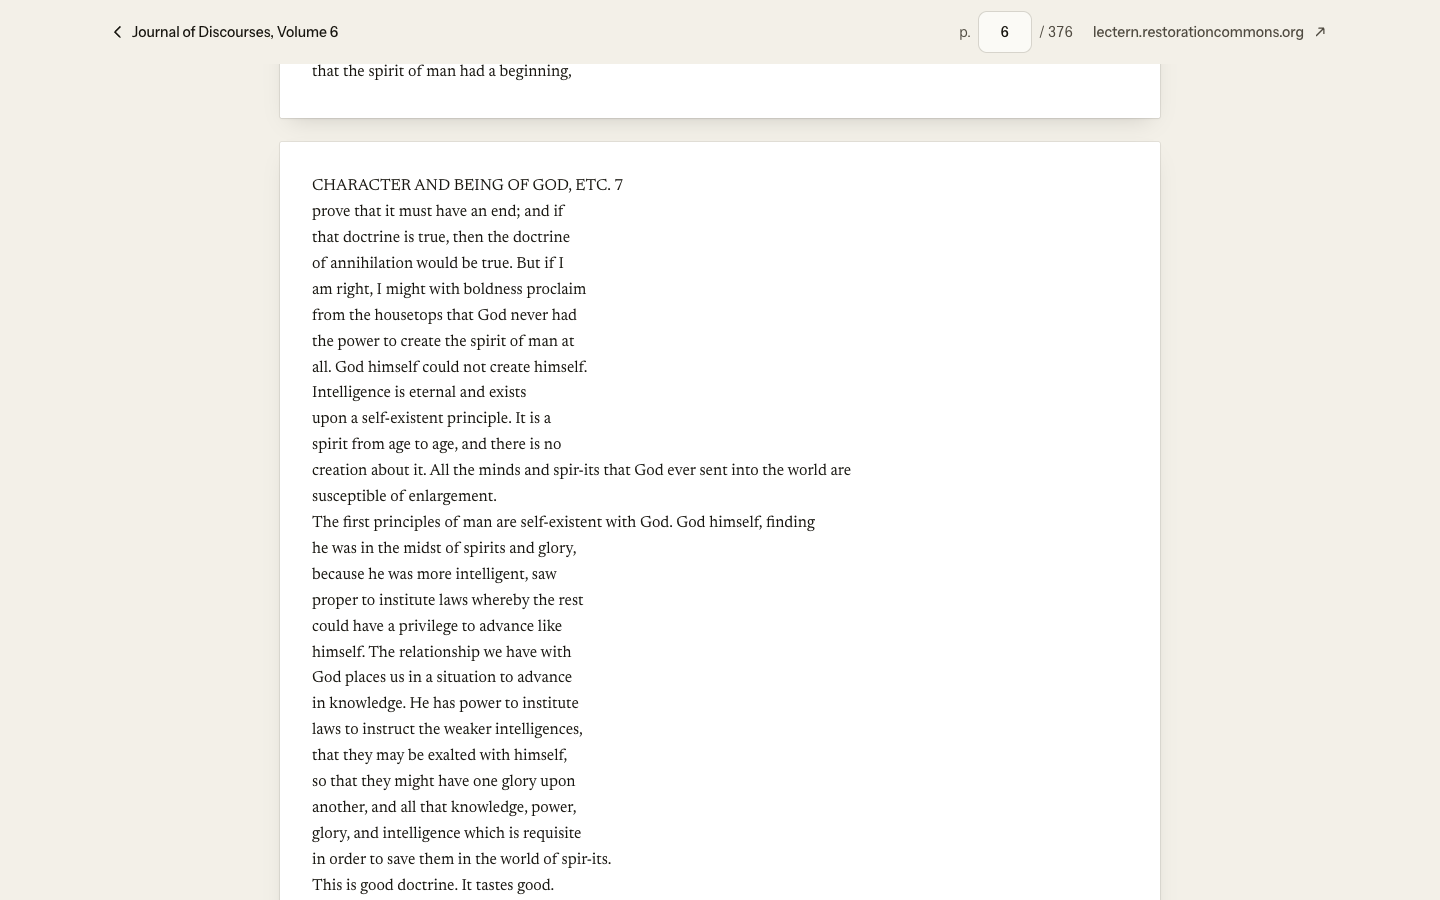 Journal of Discourses, Volume 6
p. 6 / 376 lectern.restorationcommons.org ↗
that the spirit of man had a beginning,
CHARACTER AND BEING OF GOD, ETC. 7
prove that it must have an end; and if
that doctrine is true, then the doctrine
of annihilation would be true. But if I
am right, I might with boldness proclaim
from the housetops that God never had
the power to create the spirit of man at
all. God himself could not create himself.
Intelligence is eternal and exists
upon a self-existent principle. It is a
spirit from age to age, and there is no
creation about it. All the minds and spir-its that God ever sent into the world are
susceptible of enlargement.
The first principles of man are self-existent with God. God himself, finding
he was in the midst of spirits and glory,
because he was more intelligent, saw
proper to institute laws whereby the rest
could have a privilege to advance like
himself. The relationship we have with
God places us in a situation to advance
in knowledge. He has power to institute
laws to instruct the weaker intelligences,
that they may be exalted with himself,
so that they might have one glory upon
another, and all that knowledge, power,
glory, and intelligence which is requisite
in order to save them in the world of spir-its.
This is good doctrine. It tastes good.